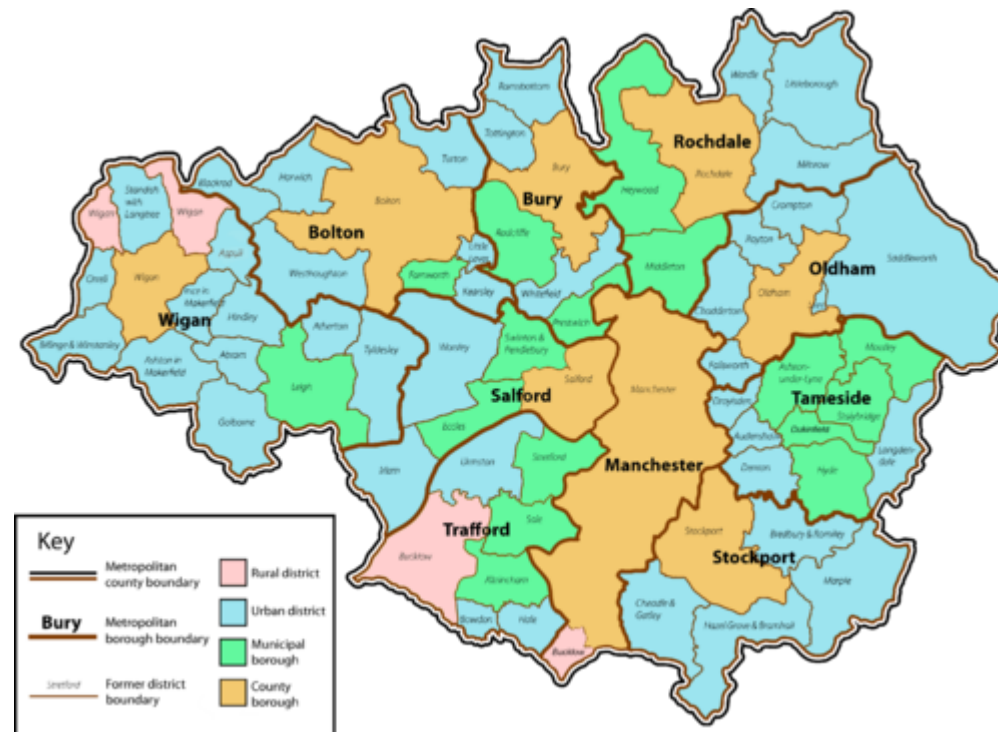 Ramsbottom
Wardle
Littleborough
Tottington
Turton
Rochdale
Bury
Rochdale
Milnrow
Horwich
Blackrod
Heywood
Bury
Standish
with
Langtree
Wigan
Wigan
Bolton
Bolton
Radcliffe
Crompton
Royton
Saddleworth
Aspull
Little
Lever
Middleton
Oldham
Orrell
Wigan
Westhoughton
Farnworth
Kearsley
Whitefield
Oldham
Lees
Ince in
Makerfield
Wigan
Hindley
Chadderton
Prestwich
Atherton
Tyldesley
Worsley
Swinton &
Pendlebury
Billinge & Winstanley
Ashton in
Makerfield
Abram
Failsworth
Mossley
Ashton-
under-Lyne
Leigh
Salford
Salford
Manchester
Droylsden
Tameside
Stalybridge
Golborne
Eccles
Audenshaw
Dukinfield
Longden-
dale
Irlam
Urmston
Stretford
Manchester
Denton
Hyde
Trafford
Sale
Stockport
Bredbury & Romiley
Stockport
Bucklow
Altrincham
Marple
Bowdon
Hale
Cheadle &
Gatley
Hazel Grove & Bramhall
Bucklow
Key
Metropolitan
county boundary
Rural district
Bury
Metropolitan
borough boundary
Urban district
Municipal
borough
Stretford
Former district
boundary
County
borough